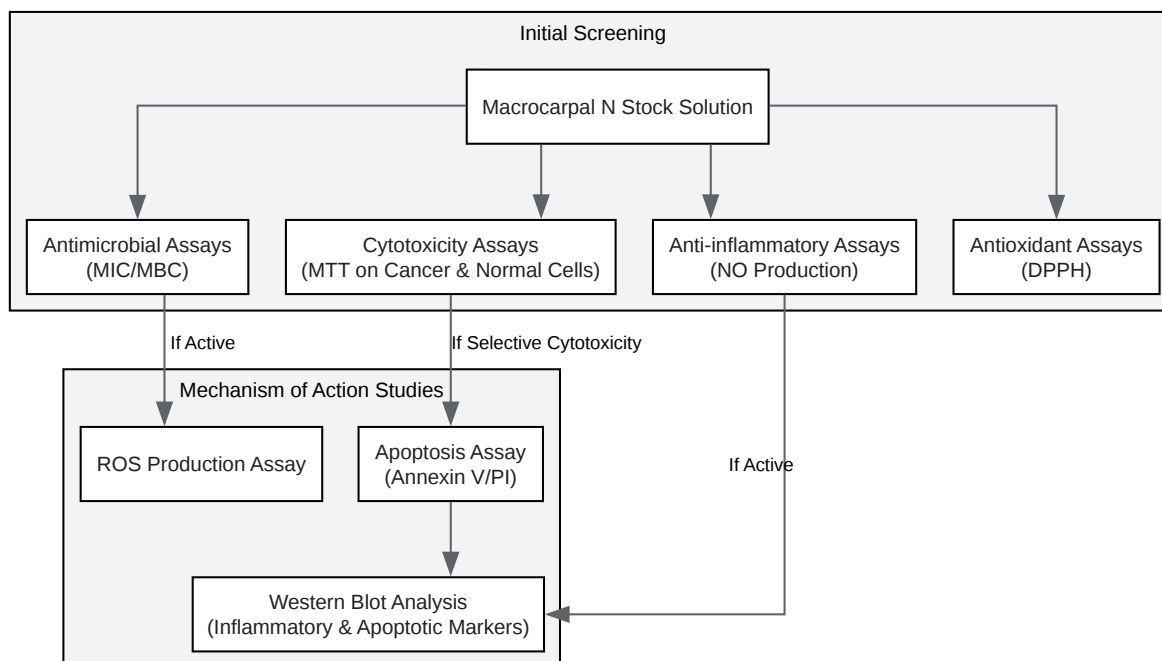 Initial Screening
Macrocarpal N Stock Solution
Antimicrobial Assays
(MIC/MBC)
Cytotoxicity Assays
(MTT on Cancer & Normal Cells)
Anti-inflammatory Assays
(NO Production)
Antioxidant Assays
(DPPH)
If Active
If Selective Cytotoxicity
Mechanism of Action Studies
ROS Production Assay
Apoptosis Assay
(Annexin V/PI)
If Active
Western Blot Analysis
(Inflammatory & Apoptotic Markers)